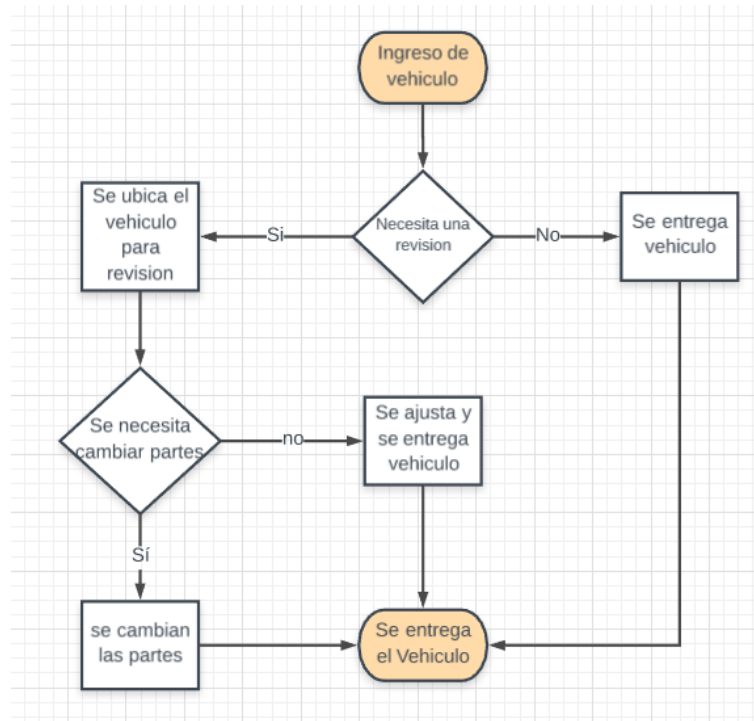 Ingreso de
vehiculo
Se ubica el
vehiculo
para
revision
Si
Necesita una
revision
No
Se entrega
vehiculo
Se necesita
cambiar partes
no
Se ajusta y
se entrega
vehiculo
Sí
se cambian
las partes
Se entrega
el Vehiculo